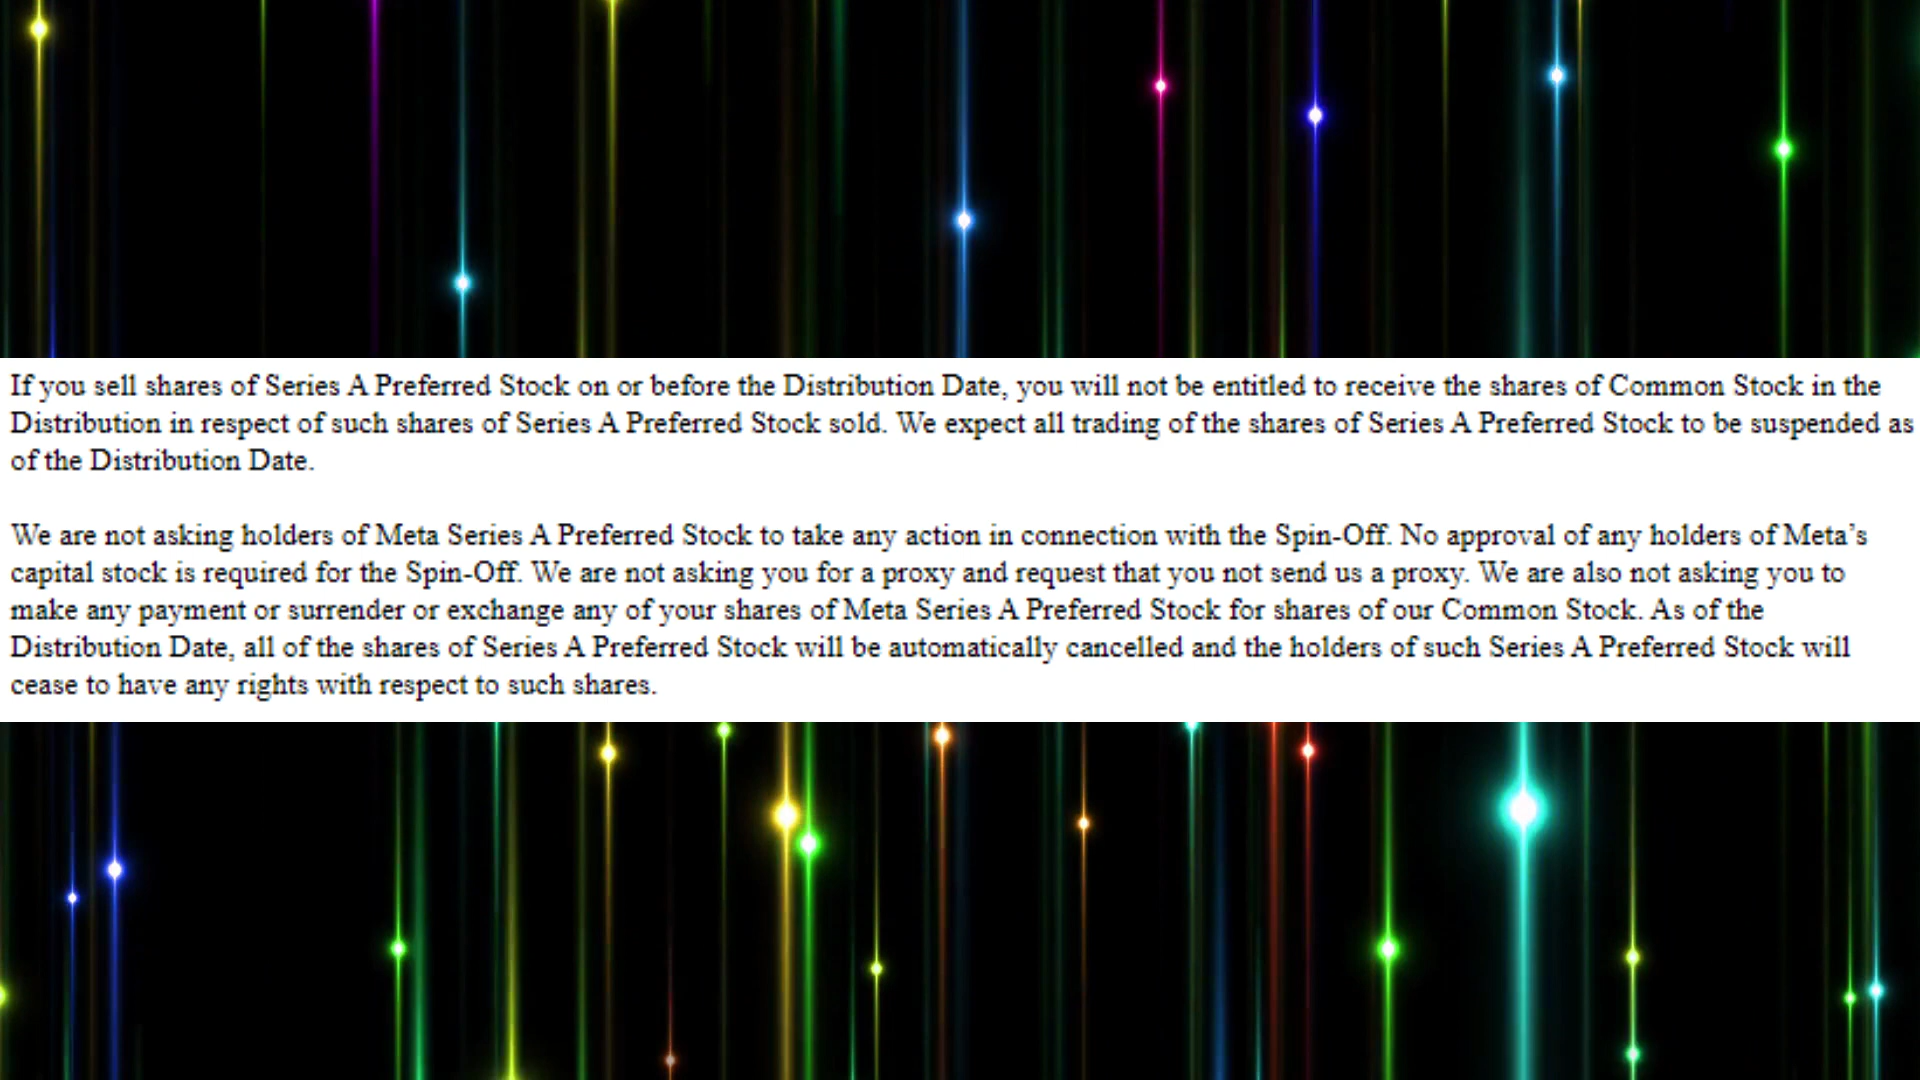 If you sell shares of Series A Preferred Stock on or before the Distribution Date, you will not be entitled to receive the shares of Common Stock in the
Distribution in respect of such shares of Series A Preferred Stock sold. We expect all trading of the shares of Series A Preferred Stock to be suspended as
of the Distribution Date.
We are not asking holders of Meta Series A Preferred Stock to take any action in connection with the Spin-Off. No approval of any holders of Meta’s
capital stock is required for the Spin-Off. We are not asking you for a proxy and request that you not send us a proxy. We are also not asking you to
make any payment or surrender or exchange any of your shares of Meta Series A Preferred Stock for shares of our Common Stock. As of the
Distribution Date, all of the shares of Series A Preferred Stock will be automatically cancelled and the holders of such Series A Preferred Stock will
cease to have any rights with respect to such shares.